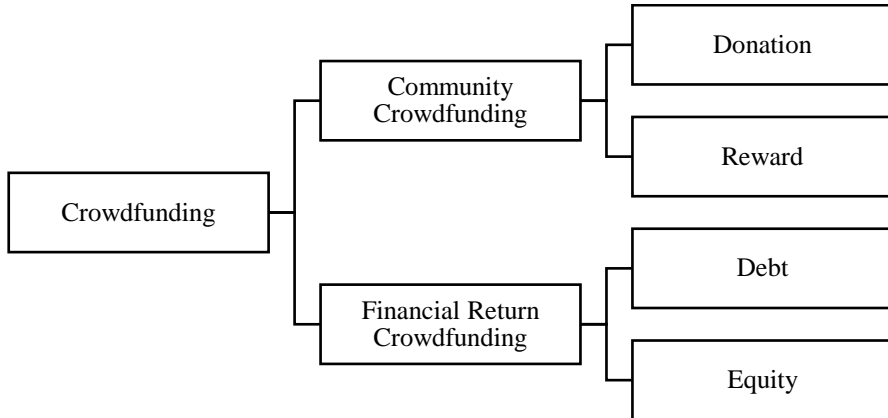 Crowdfunding
Community
Crowdfunding
Donation
Reward
Financial Return
Crowdfunding
Debt
Equity